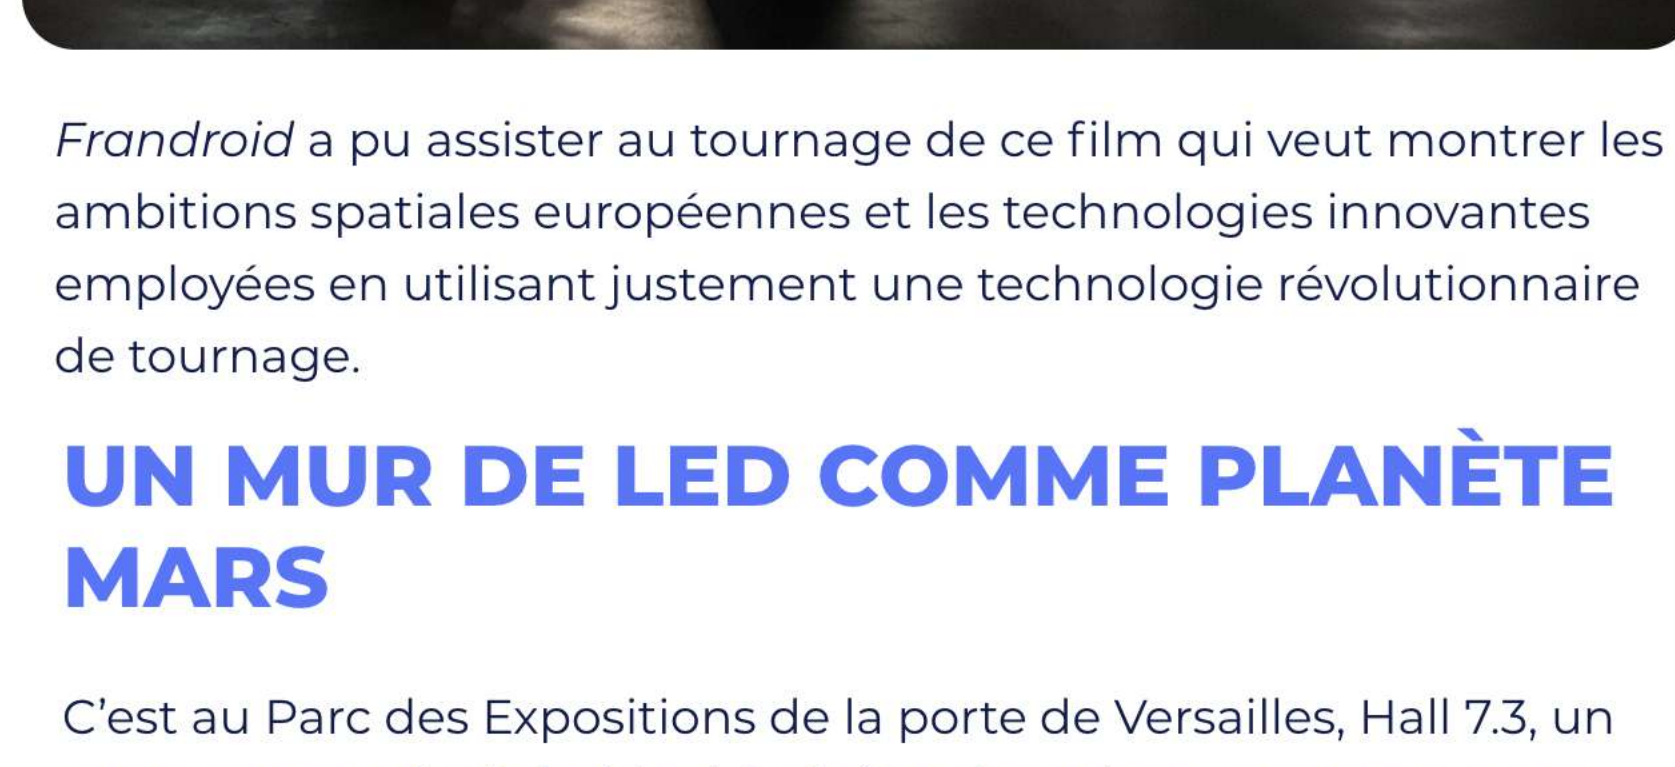 Frandroid a pu assister au tournage de ce film qui veut montrer les
ambitions spatiales européennes et les technologies innovantes
employées en utilisant justement une technologie révolutionnaire
de tournage.
UN MUR DE LED COMME PLANÈTE
MARS
C’est au Parc des Expositions de la porte de Versailles, Hall 7.3, un